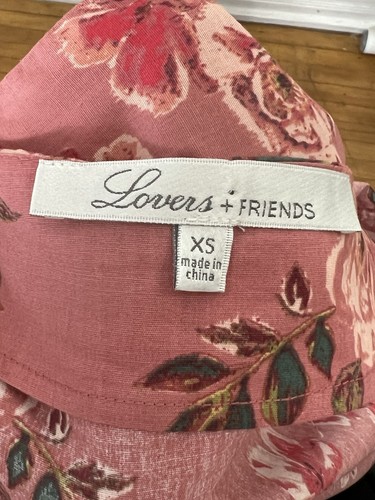 Lovers + FRIENDS
XS
made in
china